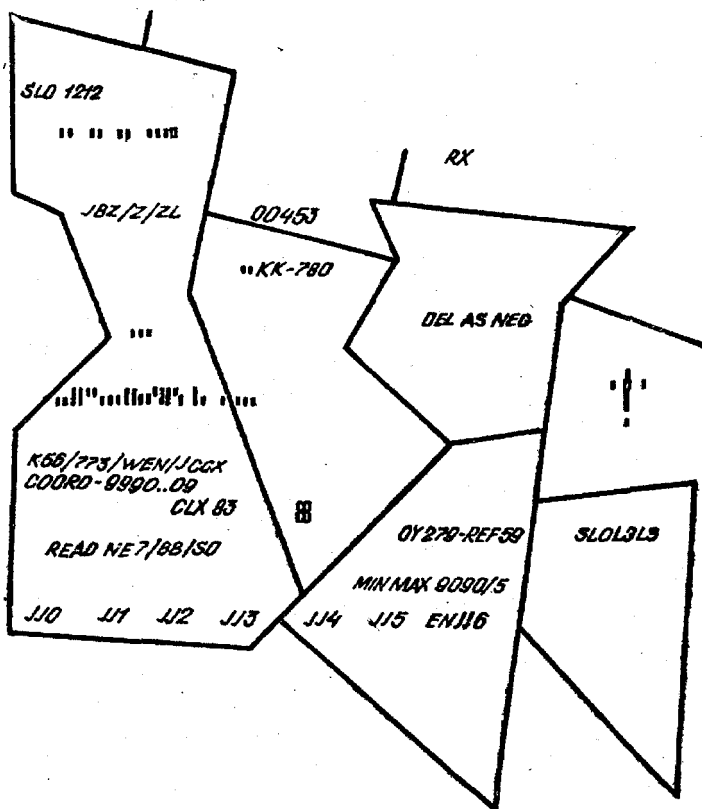 SLO 1212
RX
JBZ/Z/ZL
00453
KK-780
DEL AS NEG
K66/773/WEN/JCGX
COORD-9990..09
CLX 83
READ NE 7/88/SO
OY279-REF59
SLOL3L3
MIN MAX 9090/5
JJ0 JJ1 JJ2 JJ3 JJ4 JJ5 ENJJ6